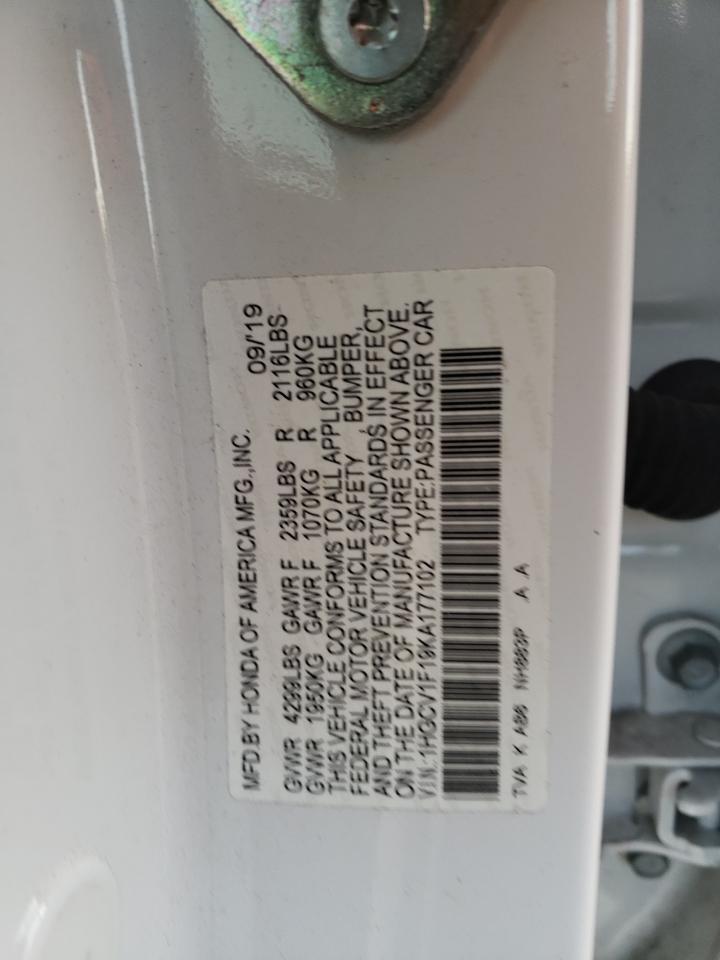 MFD.BY HONDA OF AMERICA MFG.,INC. 09/'19
GVWR 4299LBS GAWR F 2359LBS R 2116LBS
GVWR 1950KG GAWR F 1070KG R 960KG
THIS VEHICLE CONFORMS TO ALL APPLICABLE
FEDERAL MOTOR VEHICLE SAFETY, BUMPER,
AND THEFT PREVENTION STANDARDS IN EFFECT
ON THE DATE OF MANUFACTURE SHOWN ABOVE.
V.I.N.:1HGCV1F19KA177102 TYPE:PASSENGER CAR
TVA K A86 NH883P A A